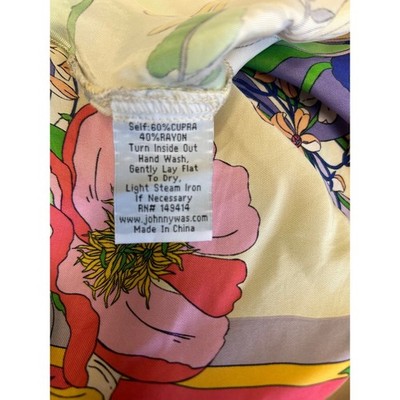 Self:60%CUPRA
40%RAYON
Turn Inside Out
Hand Wash,
Gently Lay Flat
To Dry,
Light Steam Iron
If Necessary
RN# 149414
www.johnnywas.com
Made In China